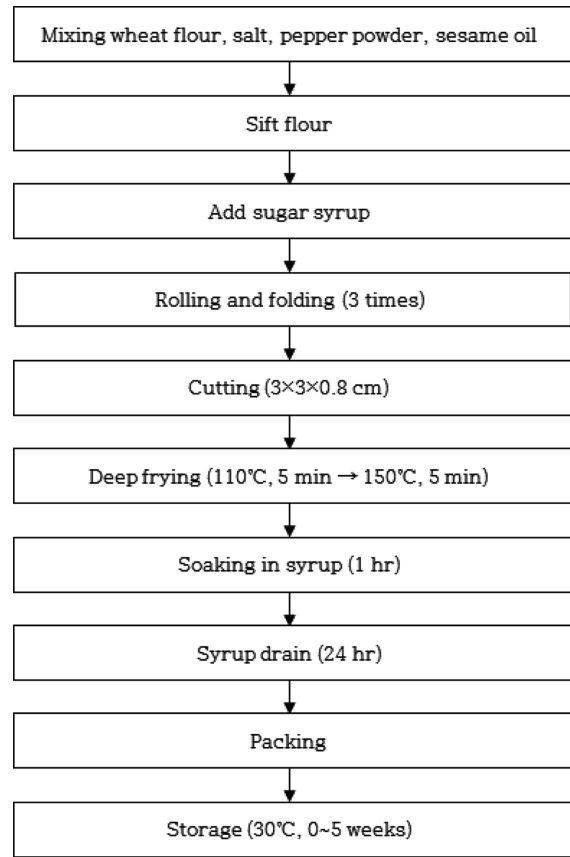 Mixing wheat flour, salt, pepper powder, sesame oil
Sift flour
Add sugar syrup
Rolling and folding (3 times)
Cutting (3×3×0.8 cm)
Deep frying (110℃, 5 min → 150℃, 5 min)
Soaking in syrup (1 hr)
Syrup drain (24 hr)
Packing
Storage (30℃, 0~5 weeks)